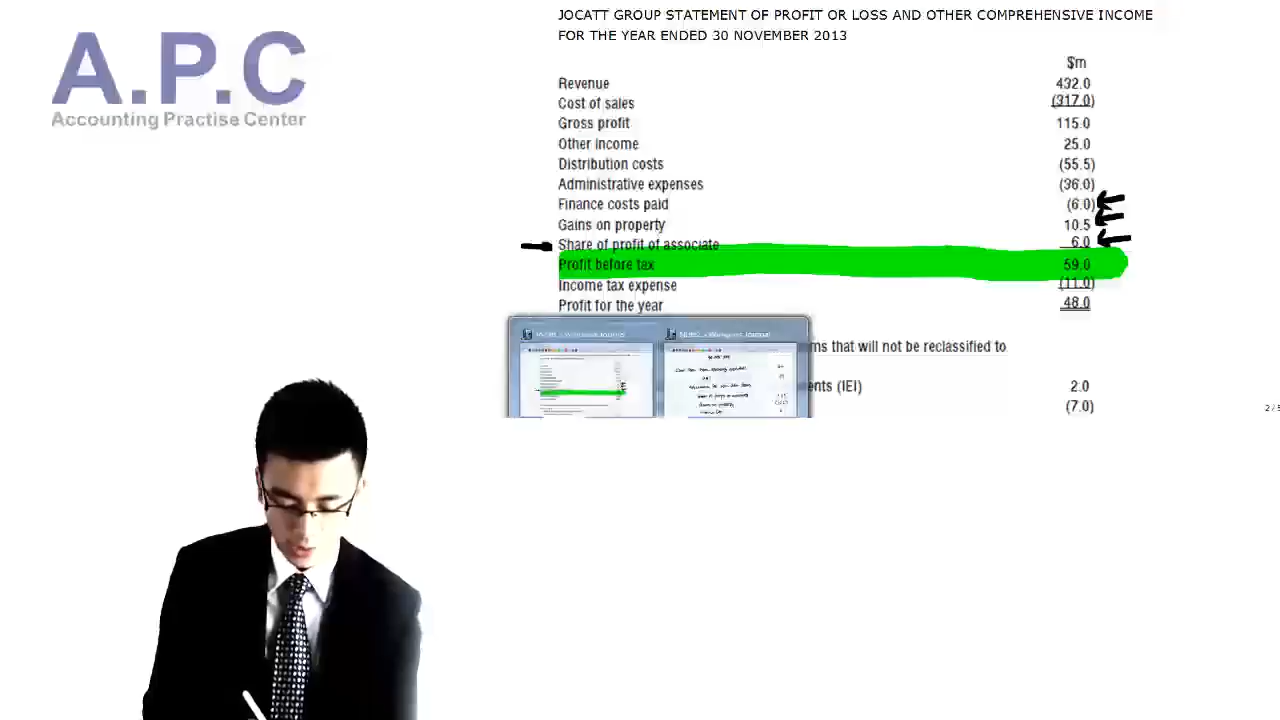 A.P.C
Accounting Practise Center
JOCATT GROUP STATEMENT OF PROFIT OR LOSS AND OTHER COMPREHENSIVE INCOME
FOR THE YEAR ENDED 30 NOVEMBER 2013
$m
Revenue 432.0
Cost of sales (317.0)
Gross profit 115.0
Other income 25.0
Distribution costs (55.5)
Administrative expenses (36.0)
Finance costs paid (6.0)
Gains on property 10.5
Share of profit of associate 6.0
Profit before tax 59.0
Income tax expense (11.0)
Profit for the year 48.0
ms that will not be reclassified to
ents (IEI) 2.0
(7.0)